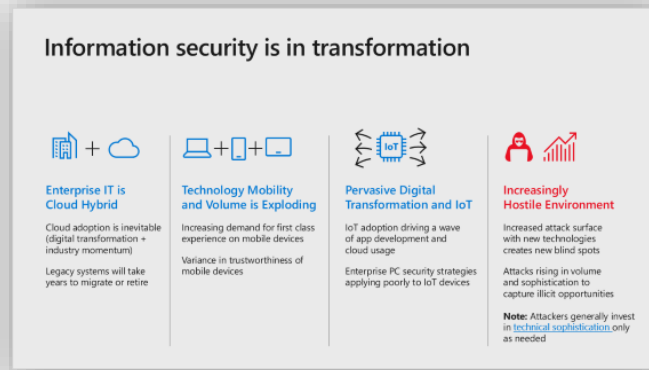 Information security is in transformation
IoT
Enterprise IT is
Cloud Hybrid
Cloud adoption is inevitable
(digital transformation +
industry momentum)
Legacy systems will take
years to migrate or retire
Technology Mobility
and Volume is Exploding
Increasing demand for first class
experience on mobile devices
Variance in trustworthiness of
mobile devices
Pervasive Digital
Transformation and IoT
IoT adoption driving a wave
of app development and
cloud usage
Enterprise PC security strategies
applying poorly to IoT devices
Increasingly
Hostile Environment
Increased attack surface
with new technologies
creates new blind spots
Attacks rising in volume
and sophistication to
capture illicit opportunities
Note: Attackers generally invest
in technical sophistication only
as needed